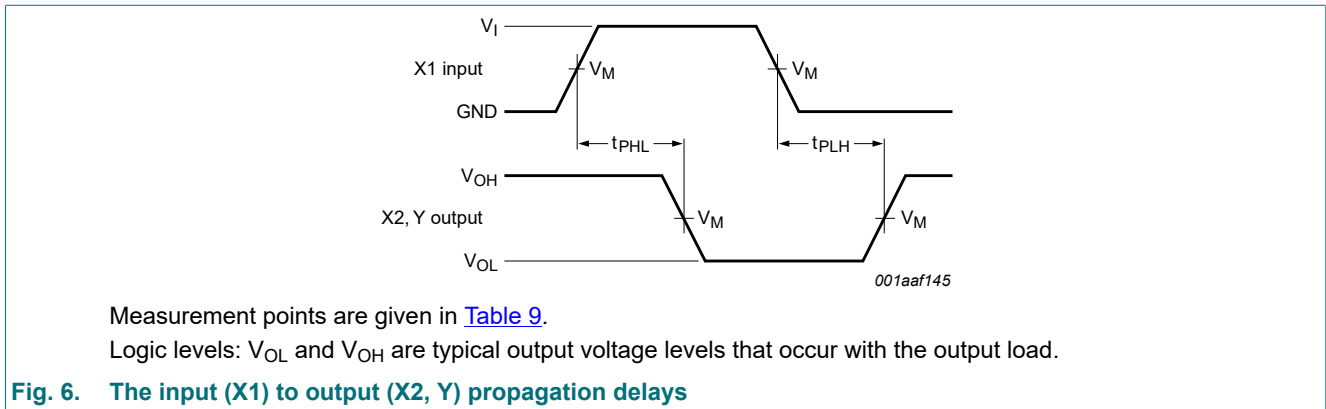 VI
X1 input
VM
VM
GND
tPHL
tPLH
VOH
X2, Y output
VM
VM
VOL
001aaf145
Measurement points are given in Table 9.
Logic levels: VOL and VOH are typical output voltage levels that occur with the output load.
Fig. 6. The input (X1) to output (X2, Y) propagation delays